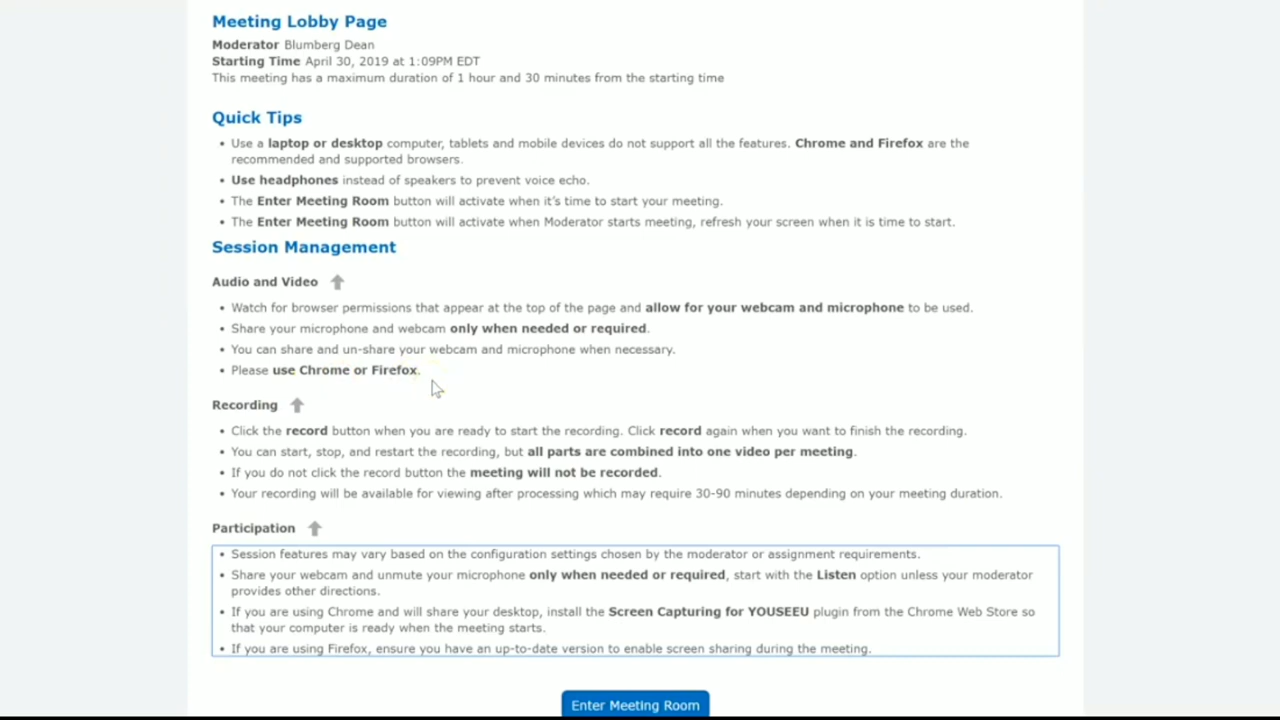 Meeting Lobby Page
Moderator Blumberg Dean
Starting Time April 30, 2019 at 1:09PM EDT
This meeting has a maximum duration of 1 hour and 30 minutes from the starting time
Quick Tips
• Use a laptop or desktop computer, tablets and mobile devices do not support all the features. Chrome and Firefox are the
recommended and supported browsers.
• Use headphones instead of speakers to prevent voice echo.
• The Enter Meeting Room button will activate when it's time to start your meeting.
• The Enter Meeting Room button will activate when Moderator starts meeting, refresh your screen when it is time to start.
Session Management
Audio and Video
• Watch for browser permissions that appear at the top of the page and allow for your webcam and microphone to be used.
• Share your microphone and webcam only when needed or required.
• You can share and un-share your webcam and microphone when necessary.
• Please use Chrome or Firefox.
Recording
• Click the record button when you are ready to start the recording. Click record again when you want to finish the recording.
• You can start, stop, and restart the recording, but all parts are combined into one video per meeting.
• If you do not click the record button the meeting will not be recorded.
• Your recording will be available for viewing after processing which may require 30-90 minutes depending on your meeting duration.
Participation
• Session features may vary based on the configuration settings chosen by the moderator or assignment requirements.
• Share your webcam and unmute your microphone only when needed or required, start with the Listen option unless your moderator
provides other directions.
• If you are using Chrome and will share your desktop, install the Screen Capturing for YOUSEEU plugin from the Chrome Web Store so
that your computer is ready when the meeting starts.
• If you are using Firefox, ensure you have an up-to-date version to enable screen sharing during the meeting.
Enter Meeting Room